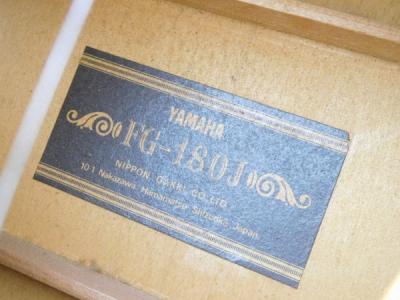 YAMAHA
FG-180J
NIPPON GAKKI CO., LTD.
10-1 Nakazawa, Hamamatsu, Shizuoka, Japan